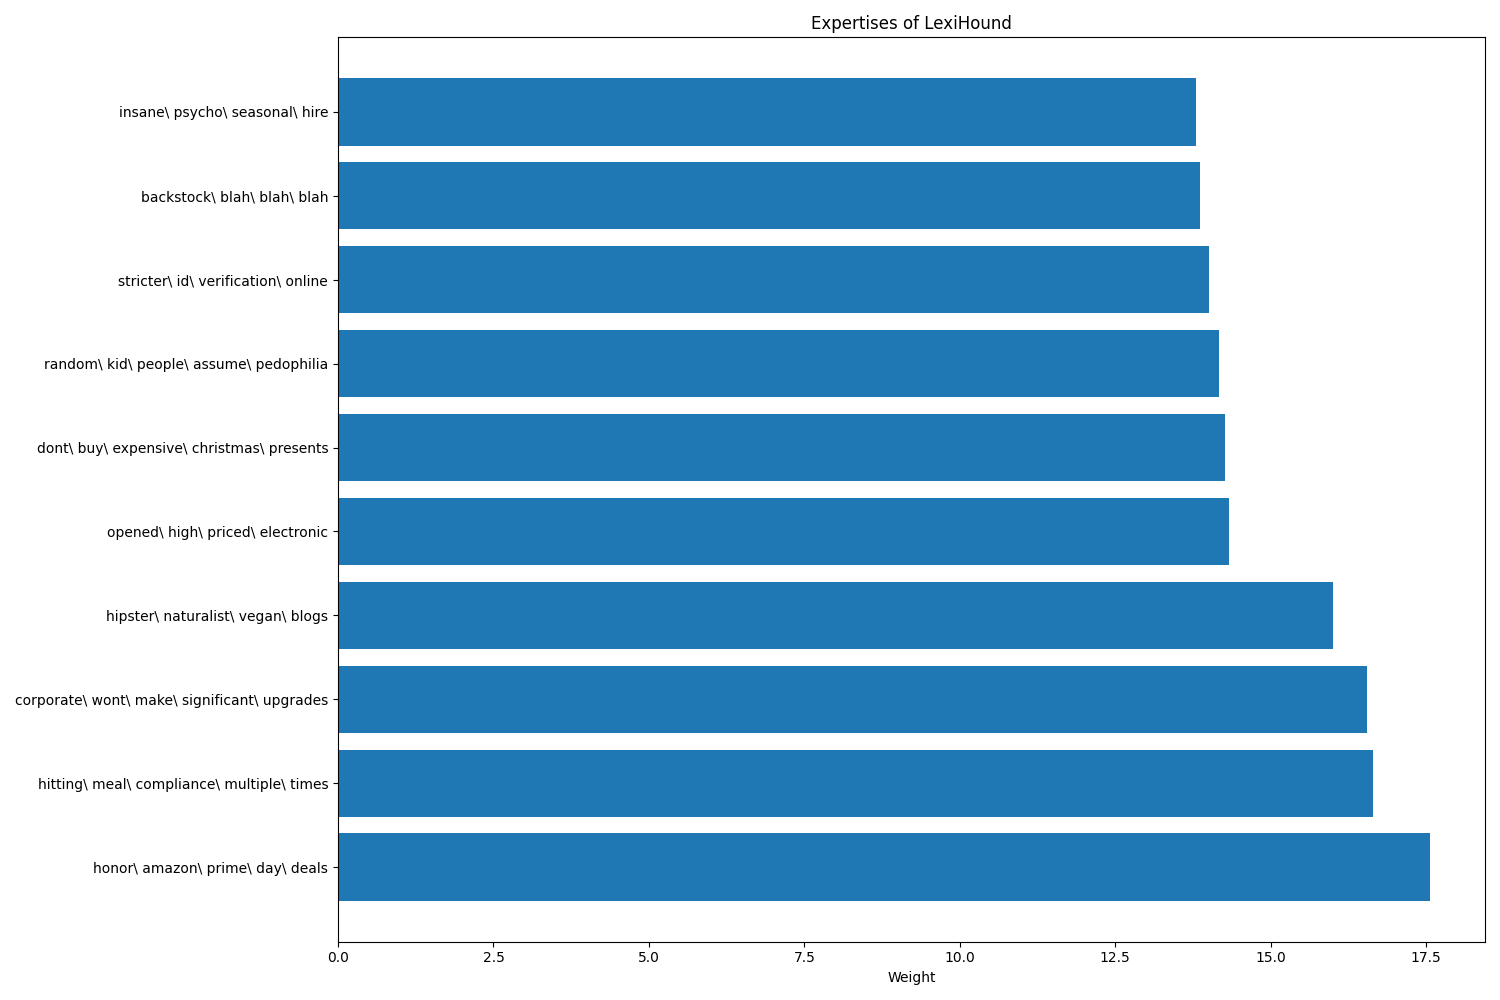 Expertises of LexiHound
insane\ psycho\ seasonal\ hire
backstock\ blah\ blah\ blah
stricter\ id\ verification\ online
random\ kid\ people\ assume\ pedophilia
dont\ buy\ expensive\ christmas\ presents
opened\ high\ priced\ electronic
hipster\ naturalist\ vegan\ blogs
corporate\ wont\ make\ significant\ upgrades
hitting\ meal\ compliance\ multiple\ times
honor\ amazon\ prime\ day\ deals
0.0 2.5 5.0 7.5 10.0 12.5 15.0 17.5
Weight